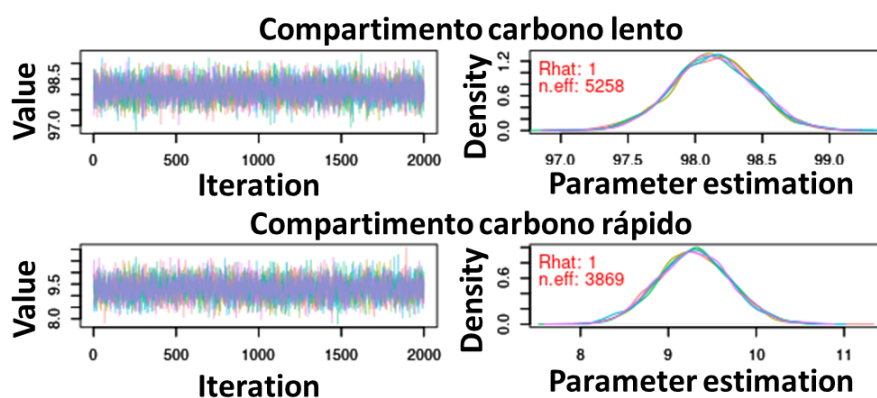 Compartimento carbono lento
Value
98.5
97.0
0 500 1000 1500 2000
Iteration
Density
1.2
0.6
0.0
Rhat: 1
n.eff: 5258
97.0 97.5 98.0 98.5 99.0
Parameter estimation
Compartimento carbono rápido
Value
9.5
8.0
0 500 1000 1500 2000
Iteration
Density
0.6
0.0
Rhat: 1
n.eff: 3869
8 9 10 11
Parameter estimation